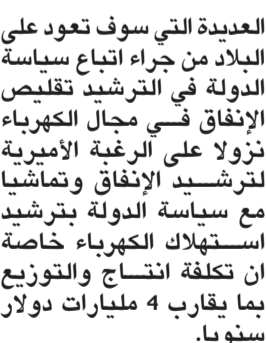 العديدة التي سوف تعود على
البلاد من جراء اتباع سياسة
الدولة في الترشيد تقليص
الإنفاق في مجال الكهرباء
نزولا على الرغبة الأميرية
لترشيد الإنفاق وتماشيا
مع سياسة الدولة بترشيد
استهلاك الكهرباء خاصة
ان تكلفة انتاج والتوزيع
بما يقارب 4 مليارات دولار
سنويا.